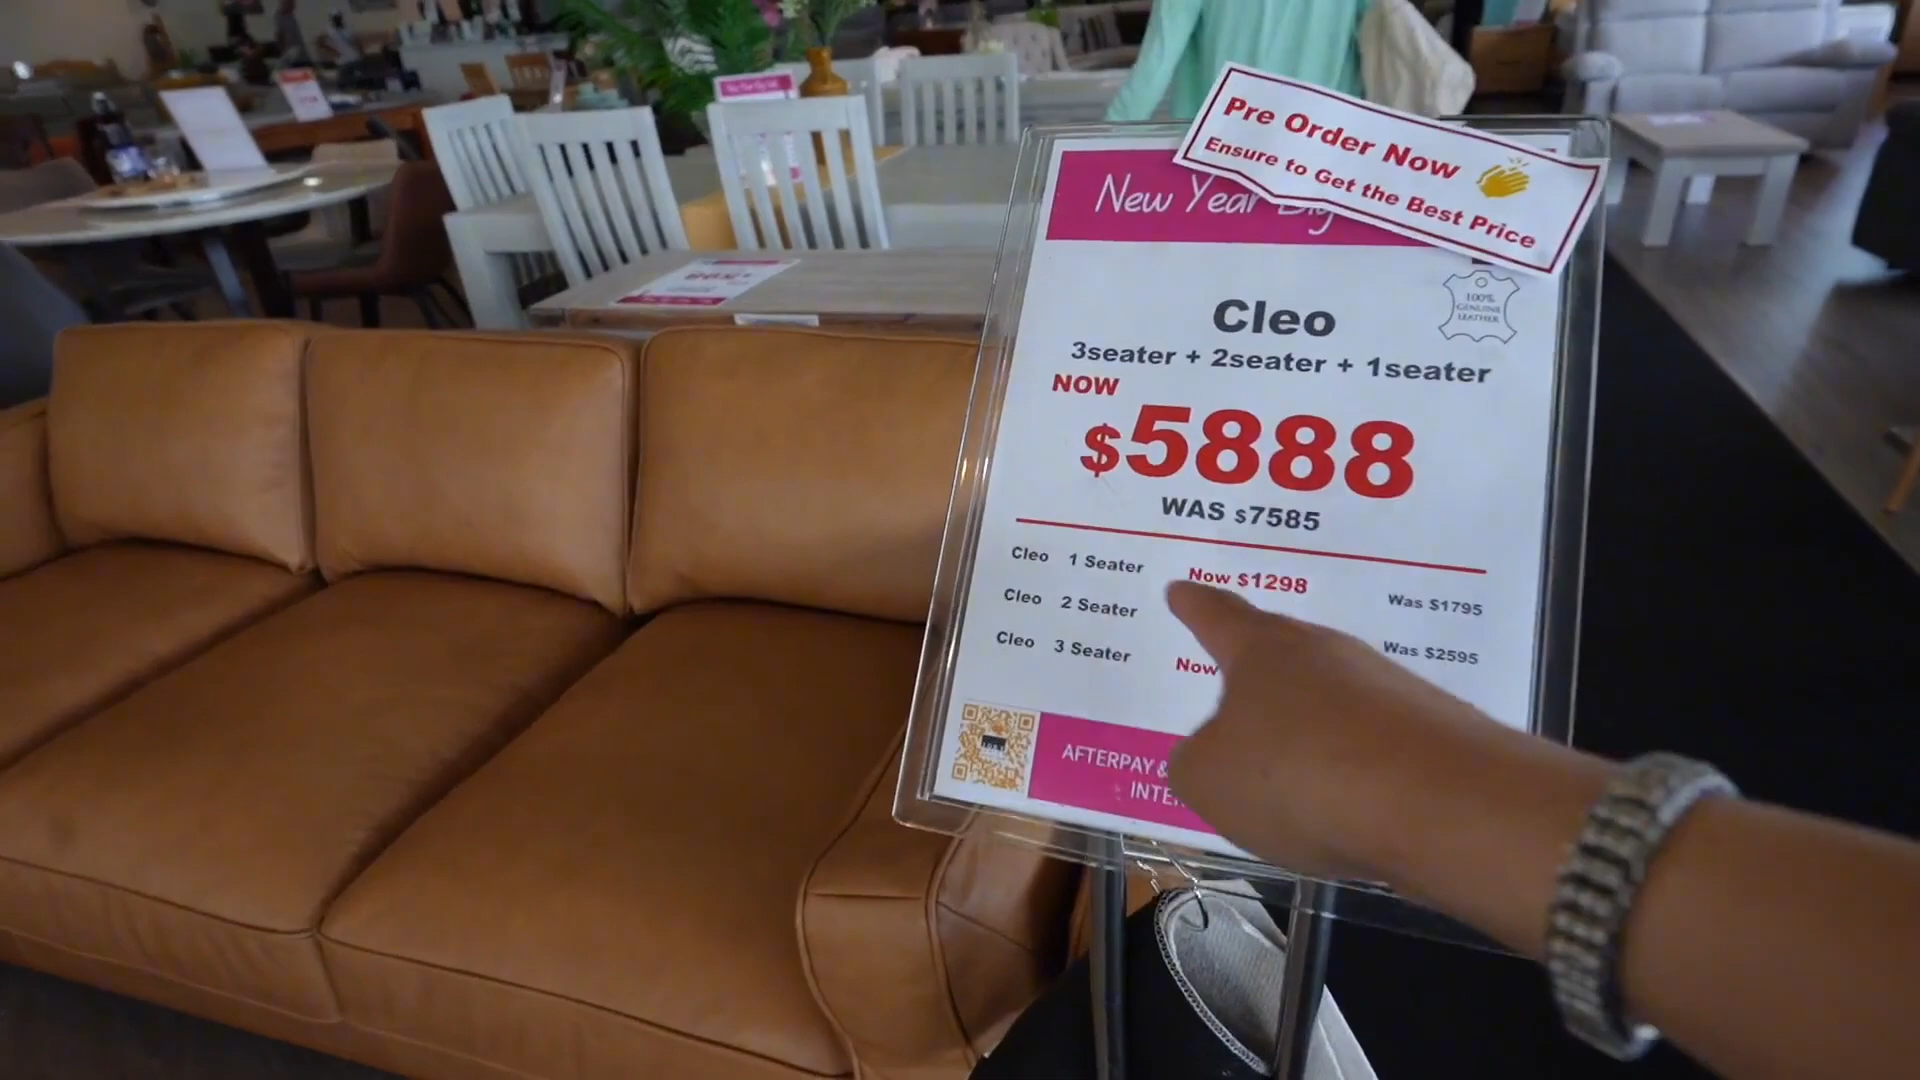 Pre Order Now
Ensure to Get the Best Price
New Year Big
100%
GENUINE
LEATHER
Cleo
3seater + 2seater + 1seater
NOW
$5888
WAS $7585
Cleo 1 Seater Now $1298 Was $1795
Cleo 2 Seater Was $2595
Cleo 3 Seater Now
AFTERPAY &